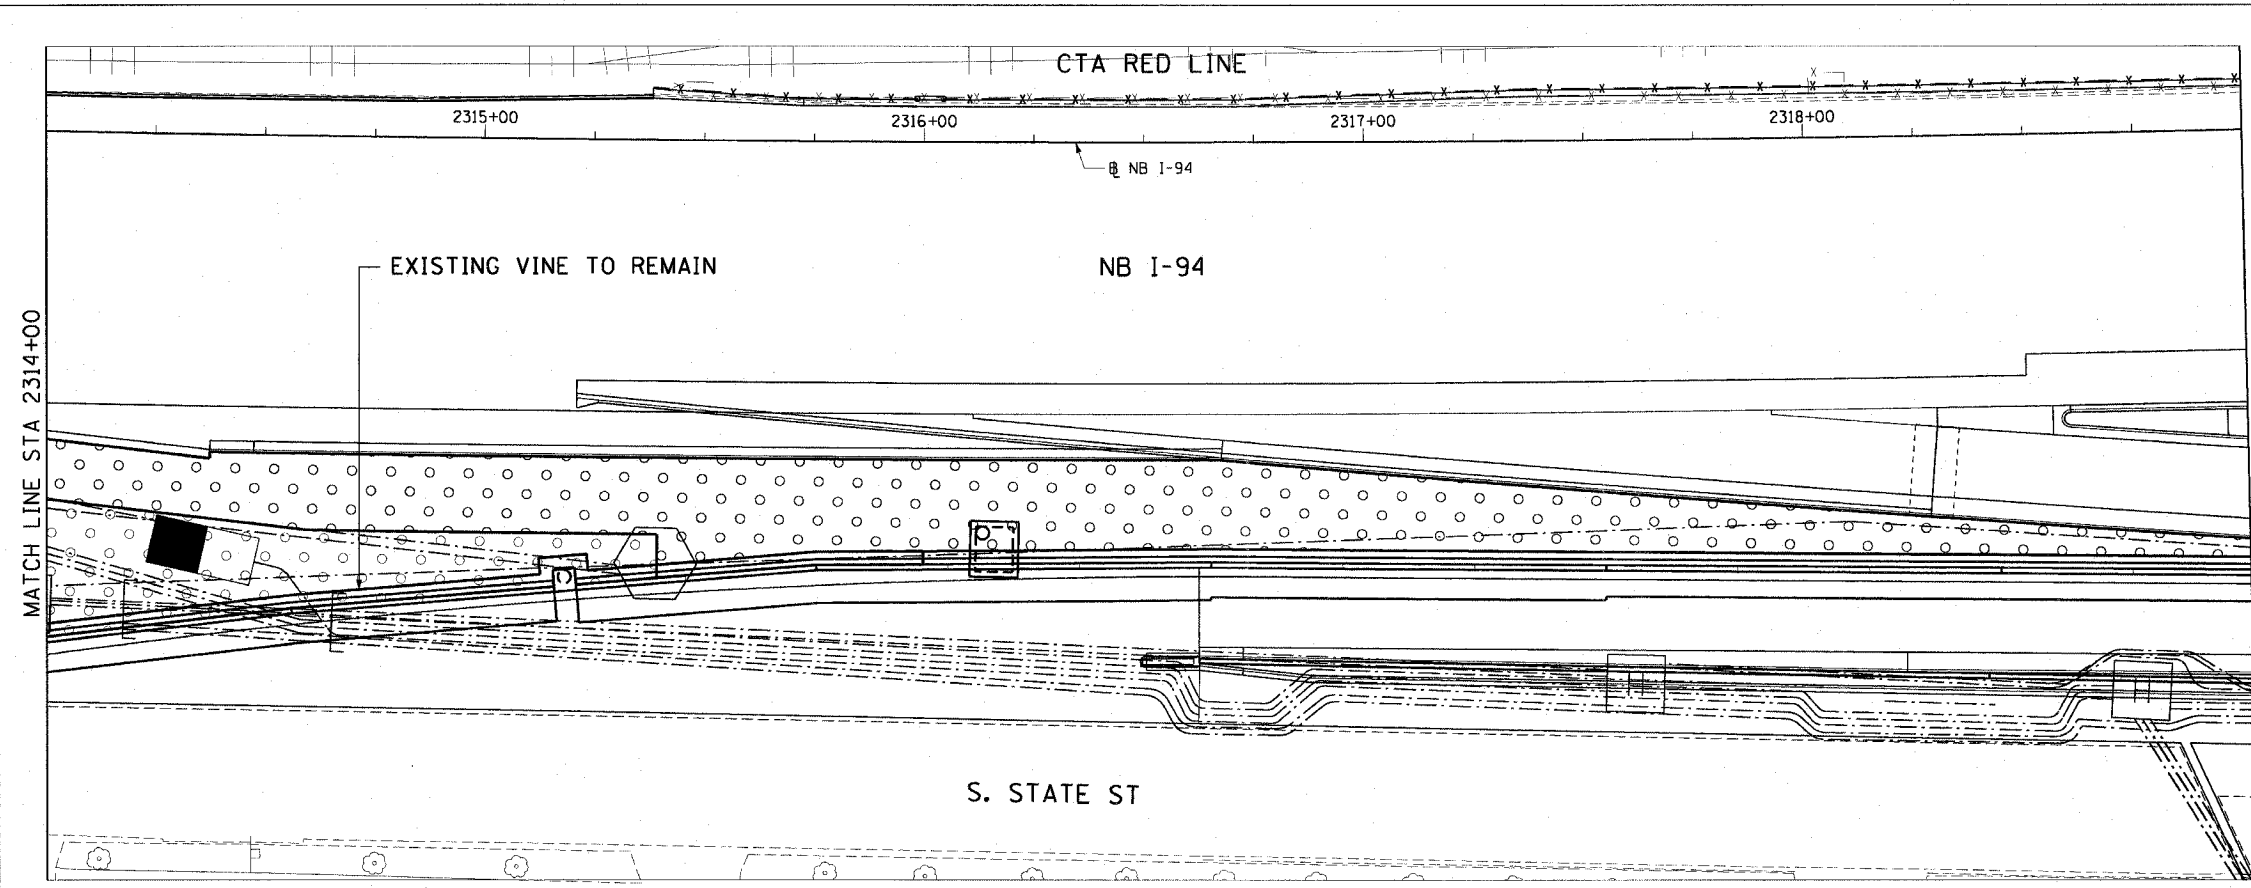 CTA RED LINE
2315+00
2316+00
2317+00
2318+00
℄ NB I-94
EXISTING VINE TO REMAIN
NB I-94
MATCH LINE STA 2314+00
S. STATE ST